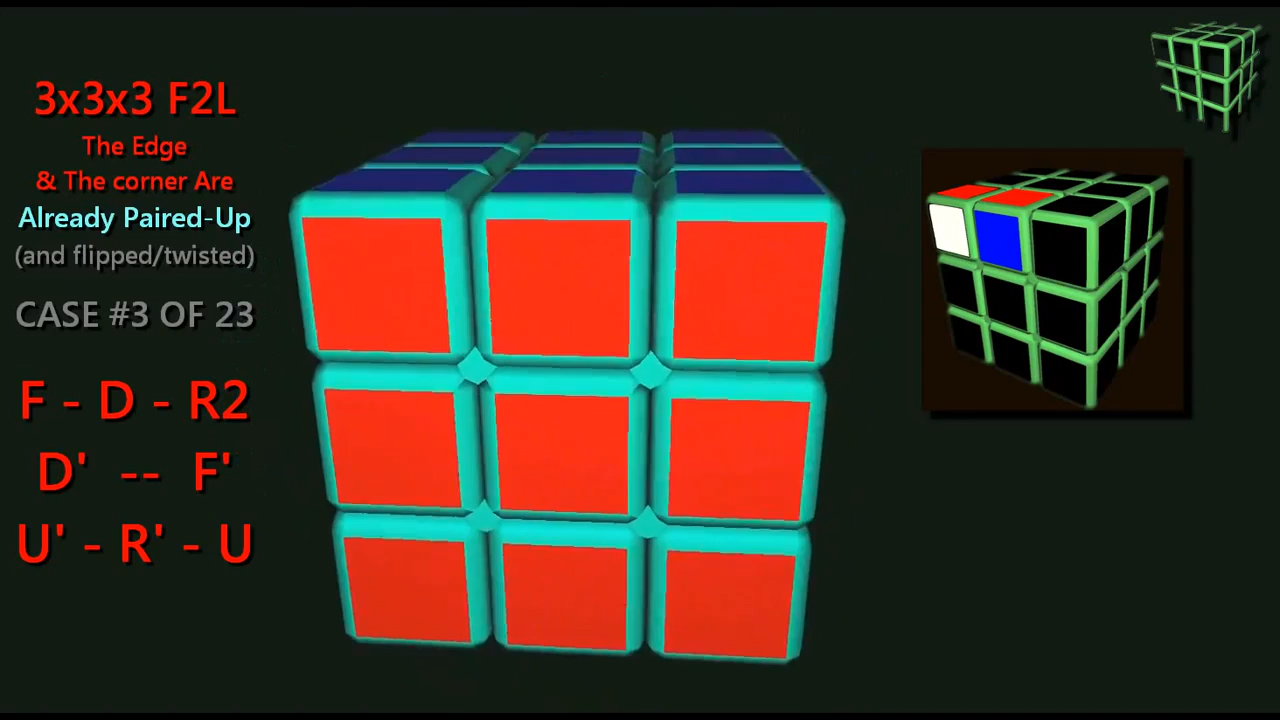 3x3x3 F2L
The Edge
& The corner Are
Already Paired-Up
(and flipped/twisted)
CASE #3 OF 23
F - D - R2
D' -- F'
U' - R' - U